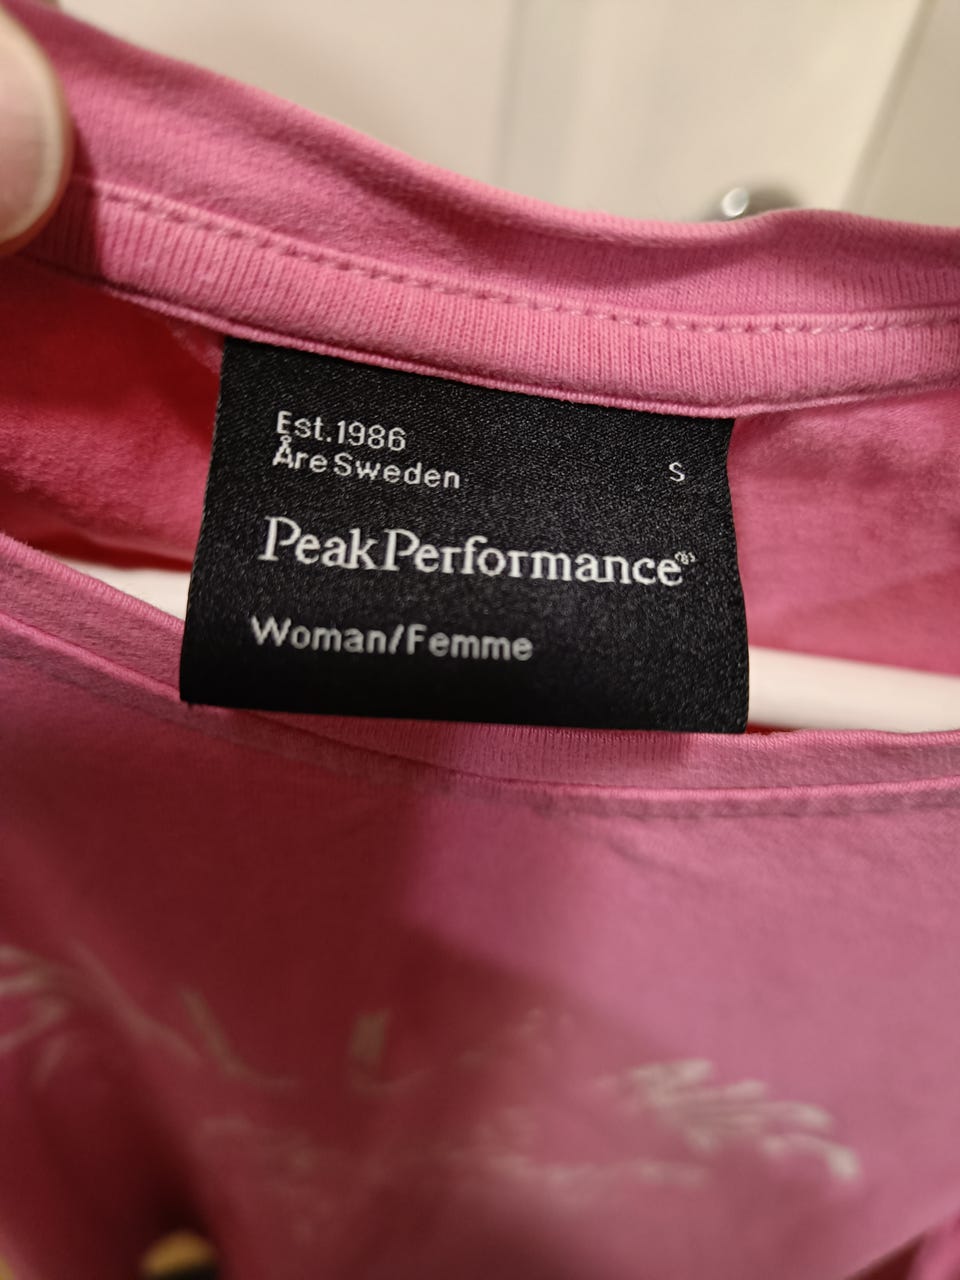 Est.1986
Åre Sweden
S
PeakPerformance®
Woman/Femme